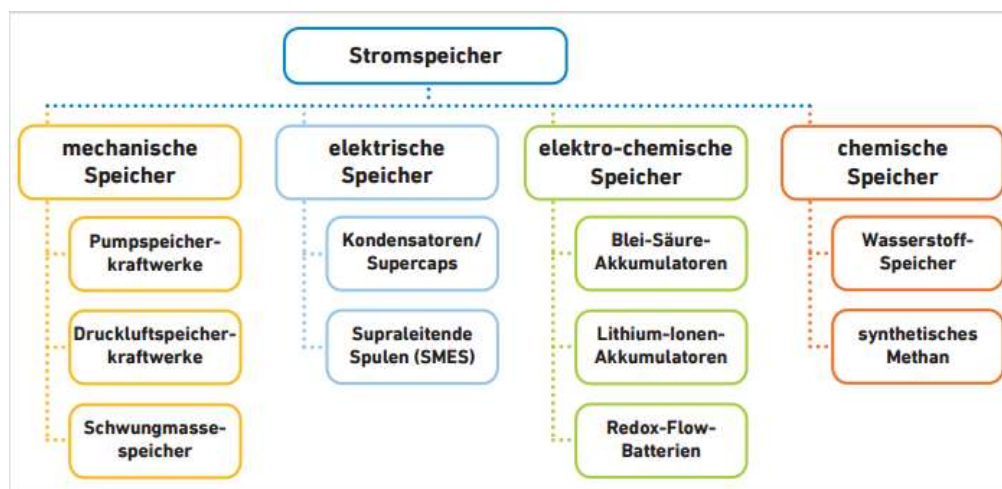 Stromspeicher
mechanische
Speicher
Pumpspeicher-
kraftwerke
Druckluftspeicher-
kraftwerke
Schwungmasse-
speicher
elektrische
Speicher
Kondensatoren/
Supercaps
Supraleitende
Spulen (SMES)
elektro-chemische
Speicher
Blei-Säure-
Akkumulatoren
Lithium-Ionen-
Akkumulatoren
Redox-Flow-
Batterien
chemische
Speicher
Wasserstoff-
Speicher
synthetisches
Methan